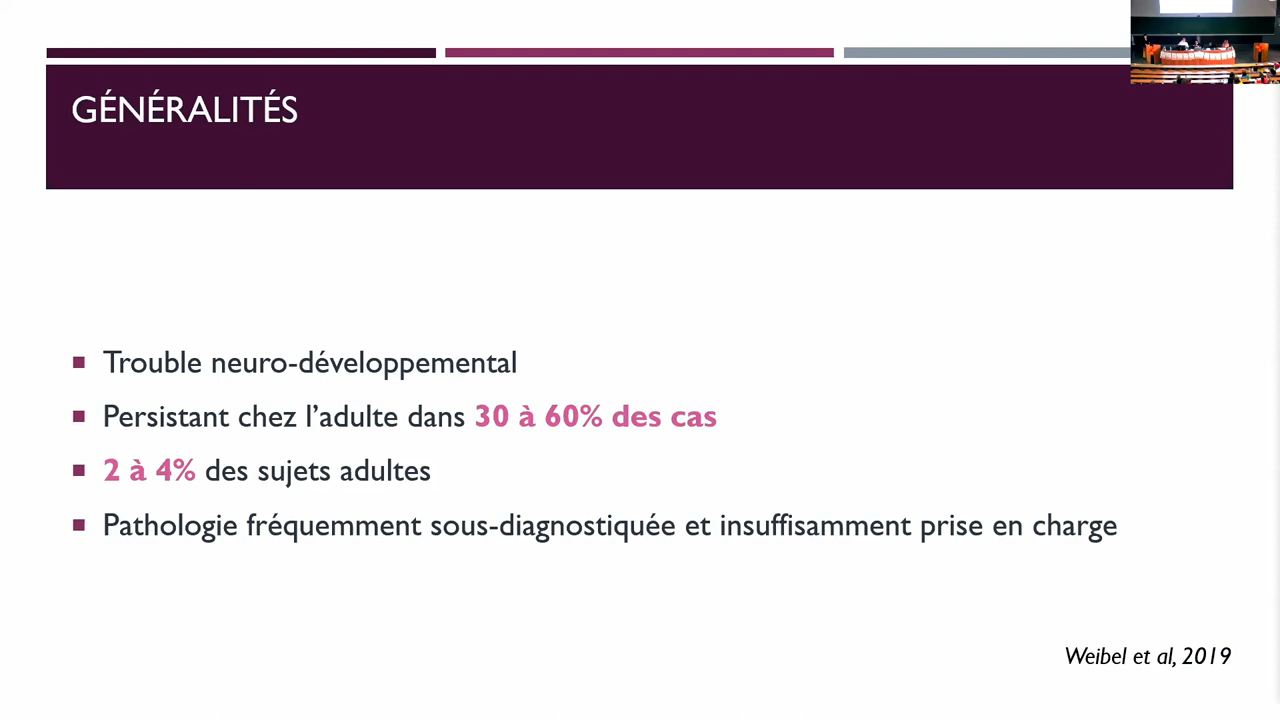 GÉNÉRALITÉS
Trouble neuro-développemental
Persistant chez l’adulte dans 30 à 60% des cas
2 à 4% des sujets adultes
Pathologie fréquemment sous-diagnostiquée et insuffisamment prise en charge
Weibel et al, 2019